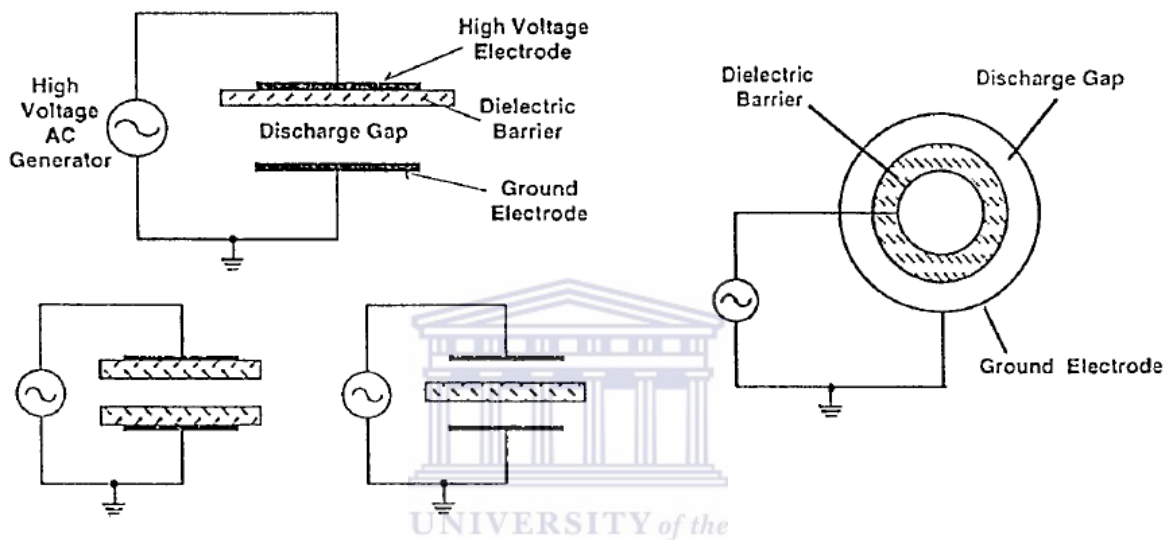 High Voltage
Electrode
High
Voltage
AC
Generator
Dielectric
Barrier
Discharge Gap
Ground
Electrode
Dielectric
Barrier
Discharge Gap
Ground Electrode
UNIVERSITY of the